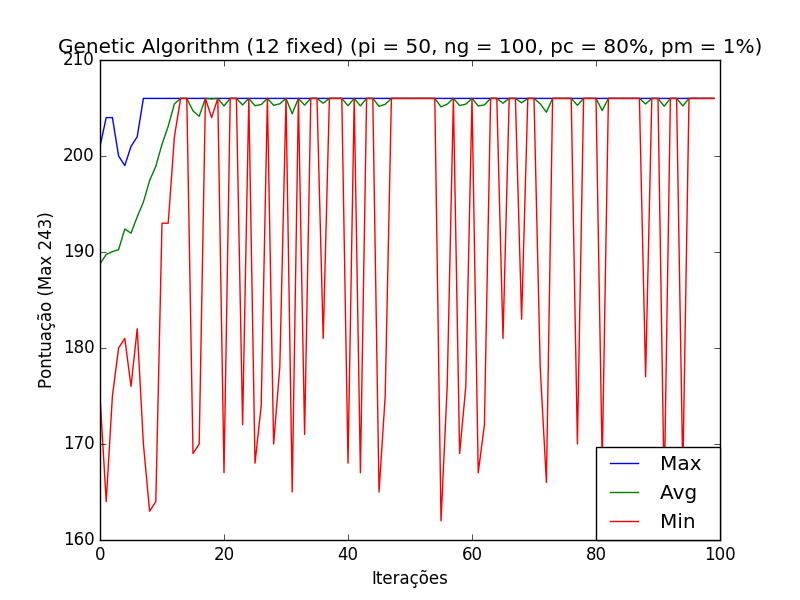 Genetic Algorithm (12 fixed) (pi = 50, ng = 100, pc = 80%, pm = 1%)
210
200
190
180
170
160
Pontuação (Max 243)
0 20 40 60 80 100
Iterações
Max
Avg
Min